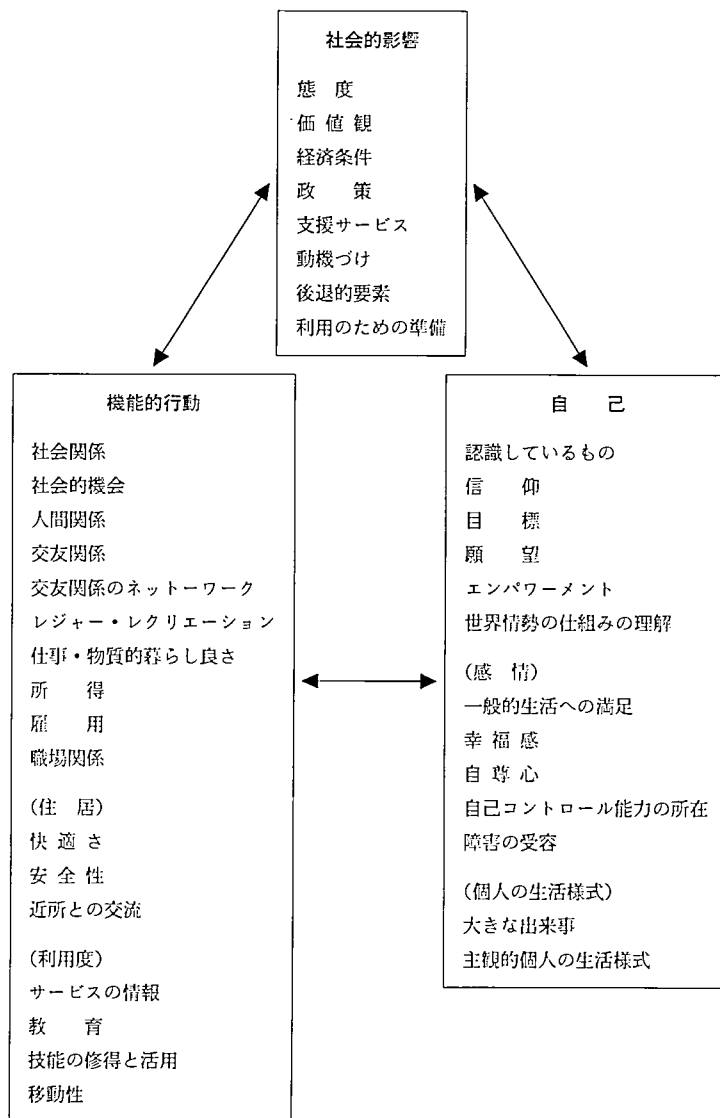 社会的影響
態度
価値観
経済条件
政策
支援サービス
動機づけ
後退的要素
利用のための準備
機能的行動
社会関係
社会的機会
人間関係
交友関係
交友関係のネットーワーク
レジャー・レクリエーション
仕事・物質的暮らし良さ
所得
雇用
職場関係
(住居)
快適さ
安全性
近所との交流
(利用度)
サービスの情報
教育
技能の修得と活用
移動性
自己
認識しているもの
信仰
目標
願望
エンパワーメント
世界情勢の仕組みの理解
(感情)
一般的生活への満足
幸福感
自尊心
自己コントロール能力の所在
障害の受容
(個人の生活様式)
大きな出来事
主観的個人の生活様式